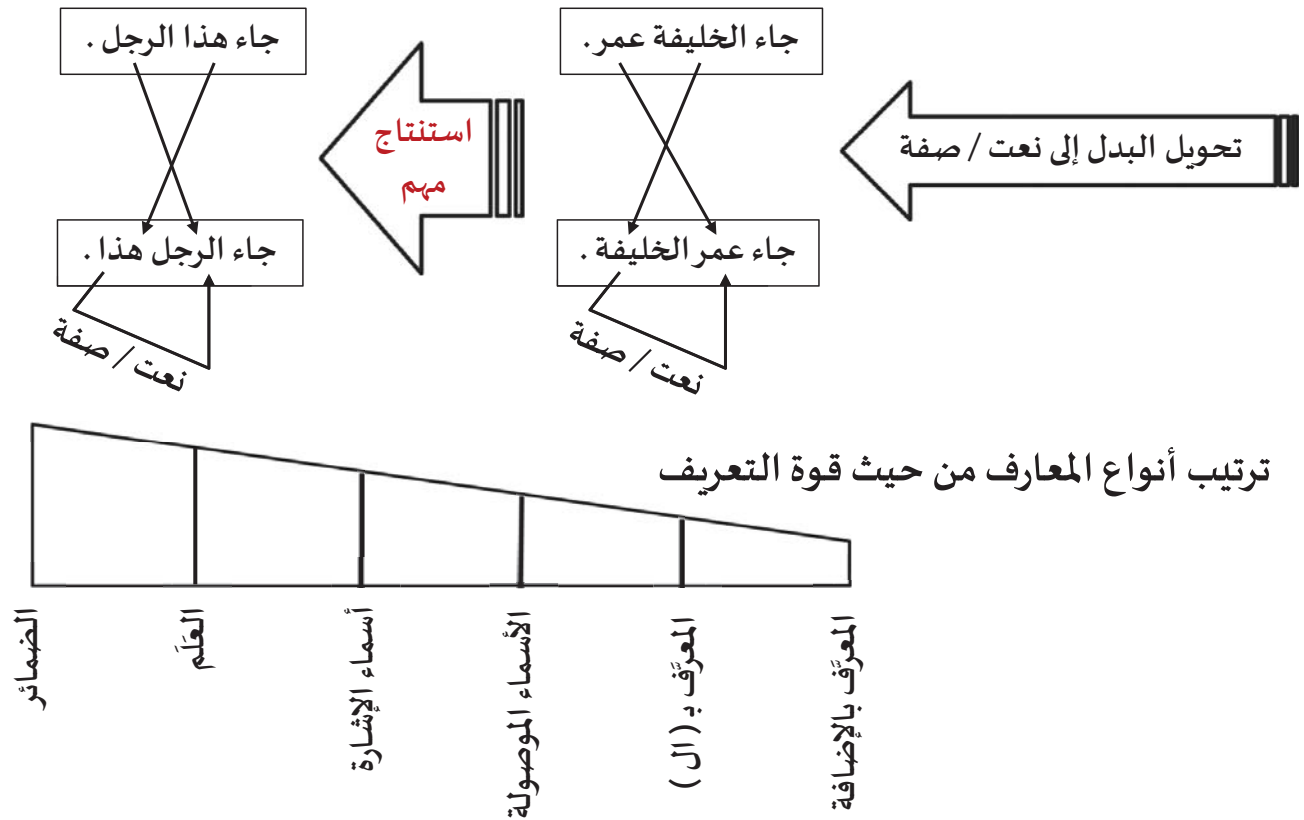 تحويل البدل إلى نعت / صفة
جاء الخليفة عمر.
جاء عمر الخليفة .
نعت / صفة
استنتاج
مهم
جاء هذا الرجل .
جاء الرجل هذا .
نعت / صفة
ترتيب أنواع المعارف من حيث قوة التعريف
المعرَّف بالإضافة
المعرَّف بـ ( ال )
الأسماء الموصولة
أسماء الإشارة
العَلَم
الضمائر